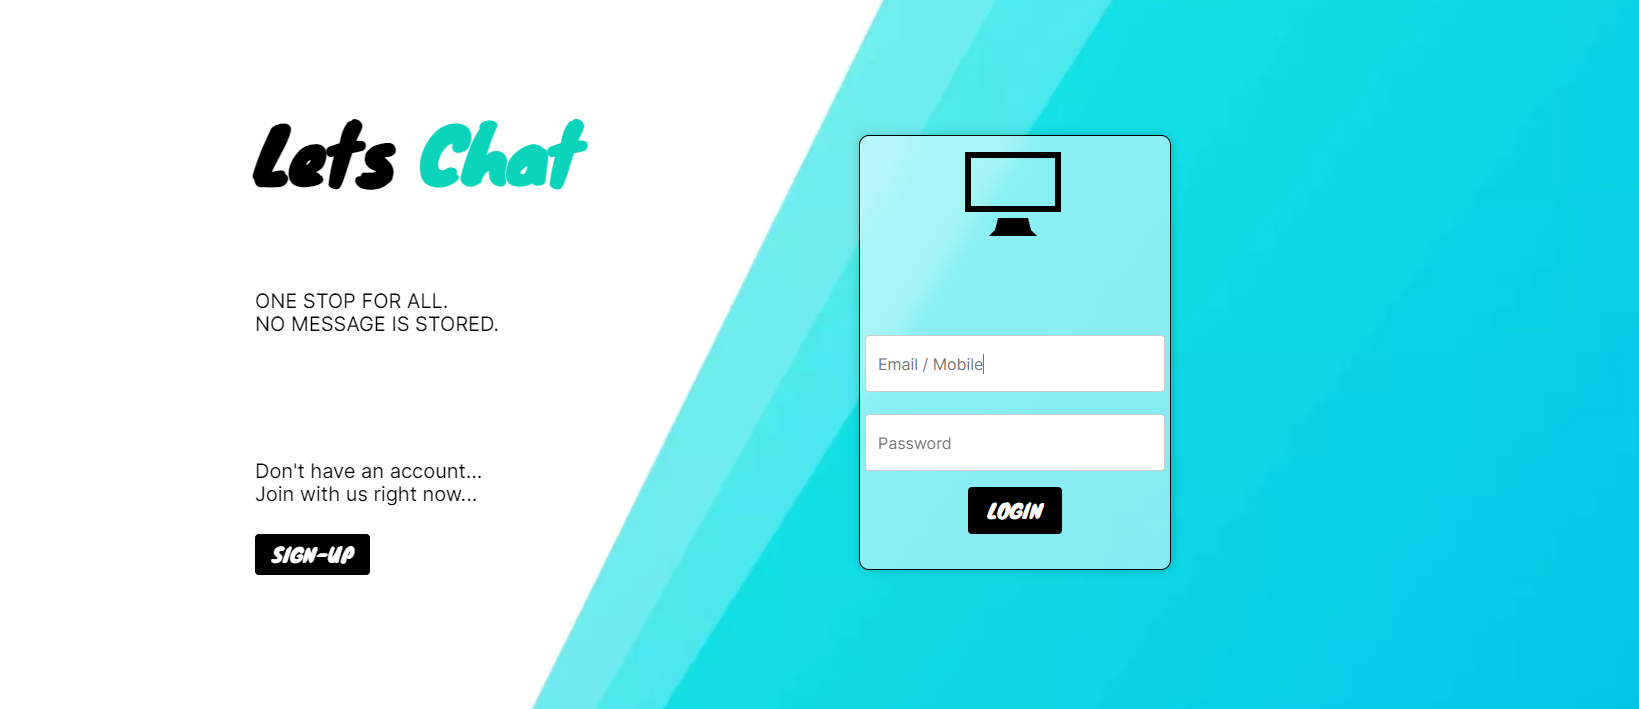 Lets Chat
ONE STOP FOR ALL.
NO MESSAGE IS STORED.
Don't have an account...
Join with us right now...
SIGN-UP
Email / Mobile
Password
LOGIN